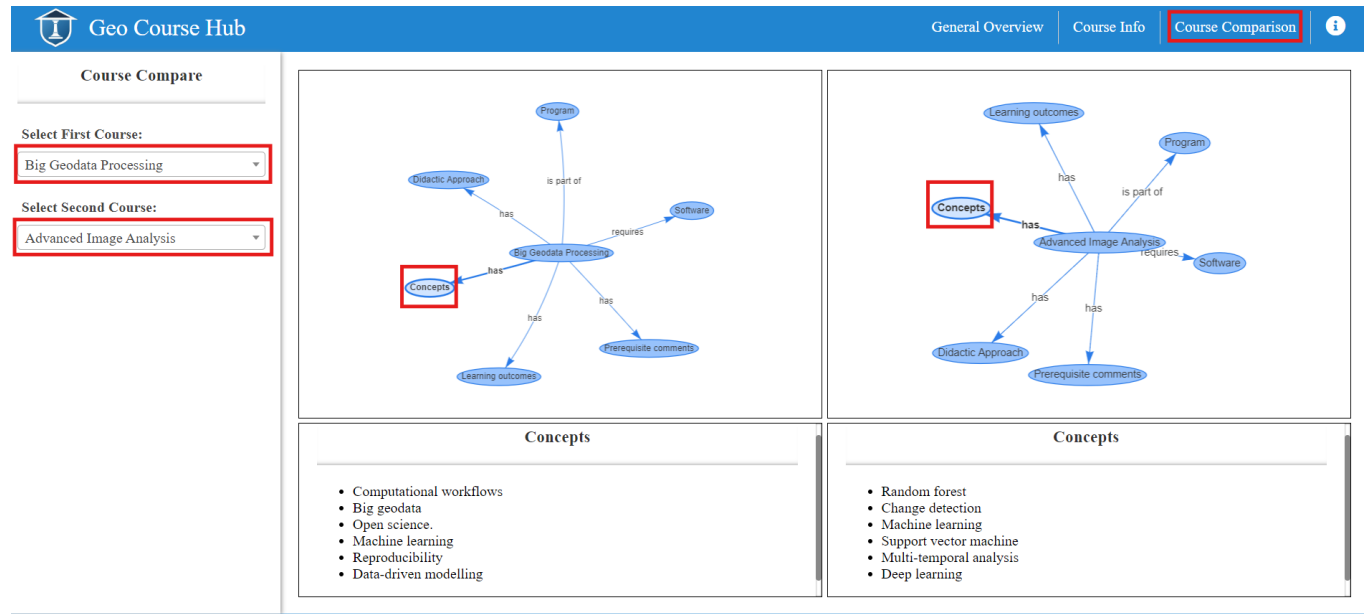 Geo Course Hub
General Overview
Course Info
Course Comparison
Course Compare
Select First Course:
Big Geodata Processing
Select Second Course:
Advanced Image Analysis
Program
Didactic Approach
is part of
has
Software
requires
Big Geodata Processing
has
Concepts
has
has
Prerequisite comments
Learning outcomes
Learning outcomes
Program
has
is part of
Concepts
has
Advanced Image Analysis
requires
Software
has
has
Didactic Approach
Prerequisite comments
Concepts
• Computational workflows
• Big geodata
• Open science.
• Machine learning
• Reproducibility
• Data-driven modelling
Concepts
• Random forest
• Change detection
• Machine learning
• Support vector machine
• Multi-temporal analysis
• Deep learning